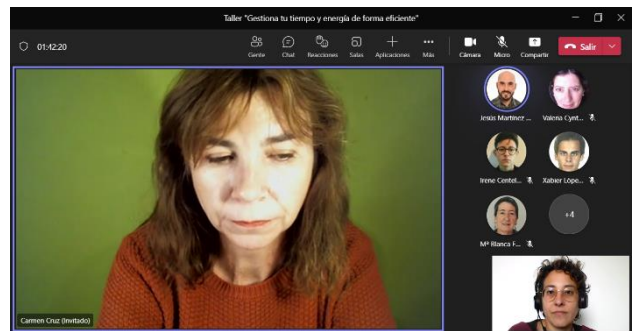 Taller "Gestiona tu tiempo y energía de forma eficiente"
01:42:20
Gente Chat Reacciones Salas Aplicaciones Más Cámara Micro Compartir Salir
Jesús Martínez ... Valeria Cynt...
Irene Centel... Xabier Lópe...
Mª Blanca F... +4
Carmen Cruz (Invitado)